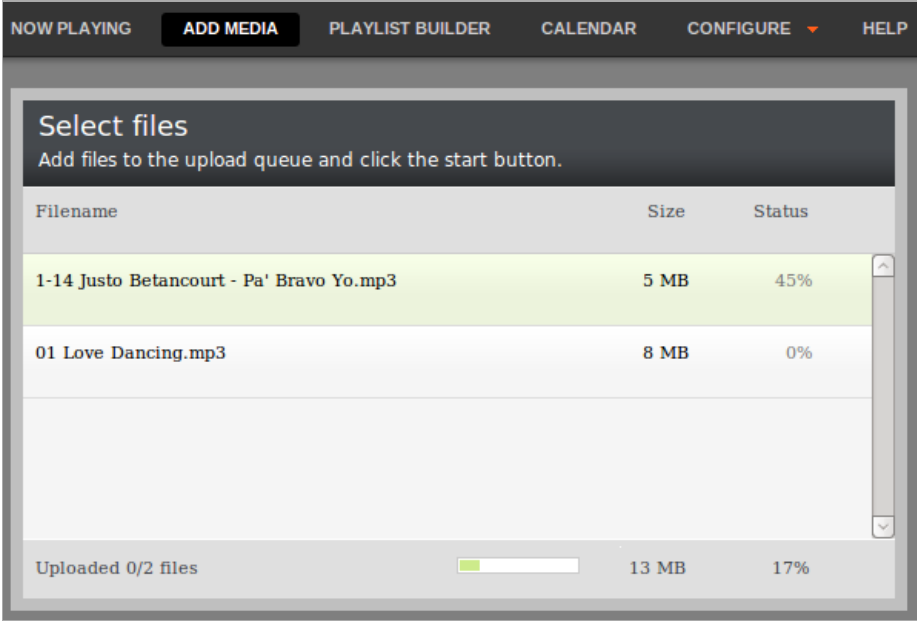 NOW PLAYING ADD MEDIA PLAYLIST BUILDER CALENDAR CONFIGURE HELP
Select files
Add files to the upload queue and click the start button.
Filename Size Status
1-14 Justo Betancourt - Pa' Bravo Yo.mp3 5 MB 45%
01 Love Dancing.mp3 8 MB 0%
Uploaded 0/2 files 13 MB 17%